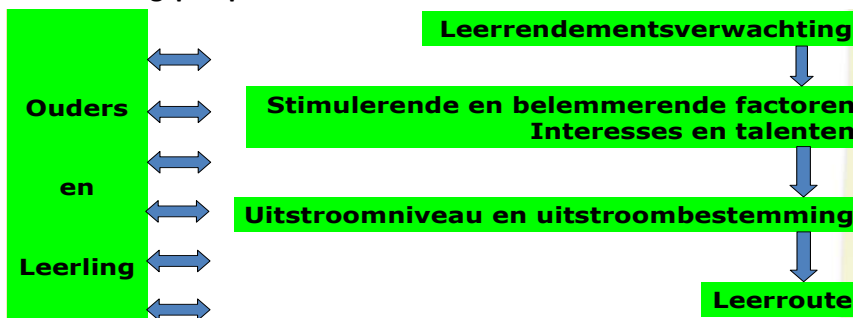 Ouders
en
Leerling
Leerrendementsverwachting
Stimulerende en belemmerende factoren
Interesses en talenten
Uitstroomniveau en uitstroombestemming
Leerroute